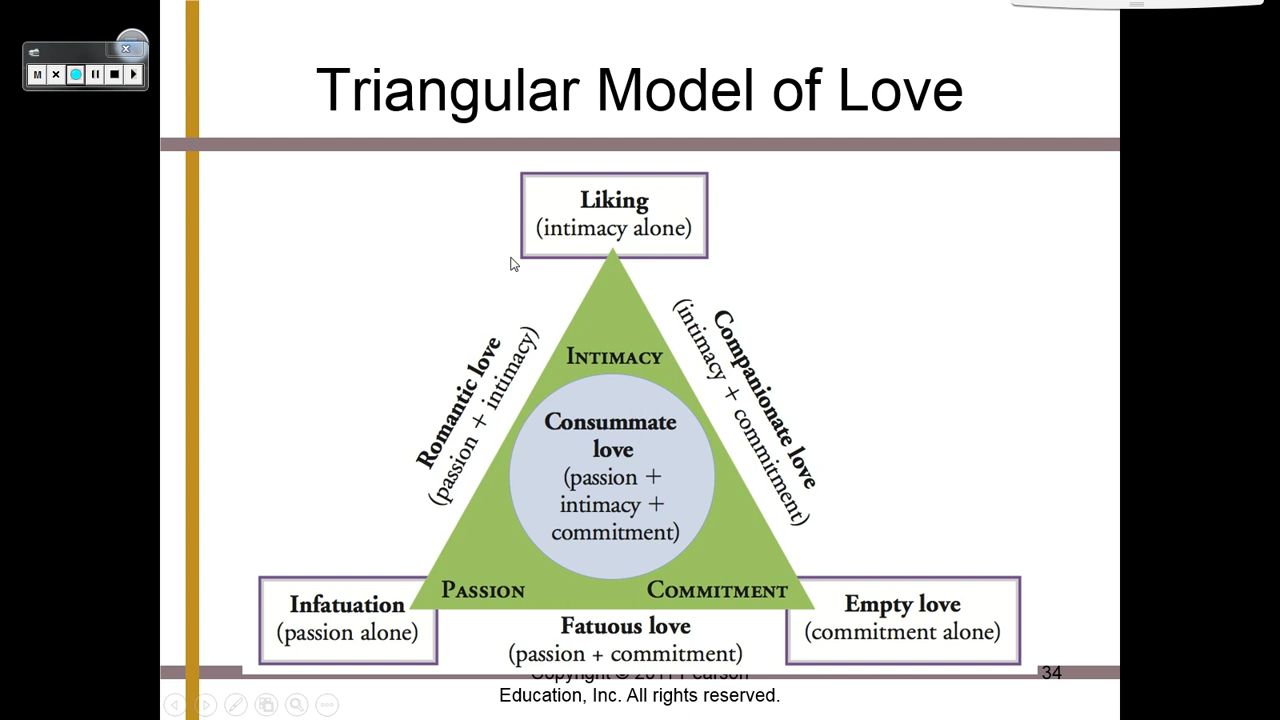 Triangular Model of Love
M
Liking
(intimacy alone)
Romantic love
(passion + intimacy)
Companionate love
(intimacy + commitment)
INTIMACY
Consummate
love
(passion +
intimacy +
commitment)
PASSION
COMMITMENT
Infatuation
(passion alone)
Fatuous love
(passion + commitment)
Empty love
(commitment alone)
Copyright © 2011 Pearson
Education, Inc. All rights reserved.
34